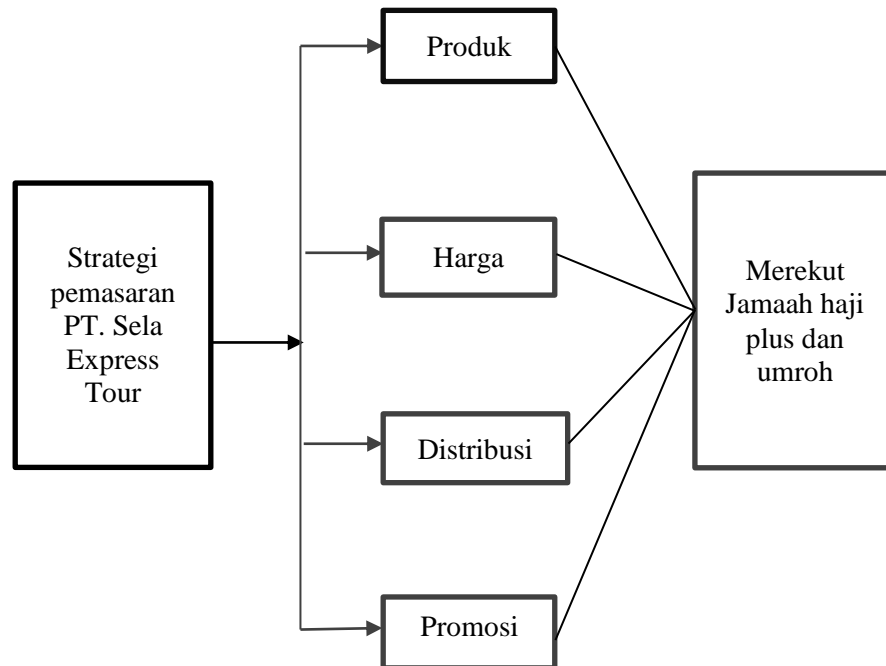 Produk
Strategi
pemasaran
PT. Sela
Express
Tour
Harga
Merekut
Jamaah haji
plus dan
umroh
Distribusi
Promosi